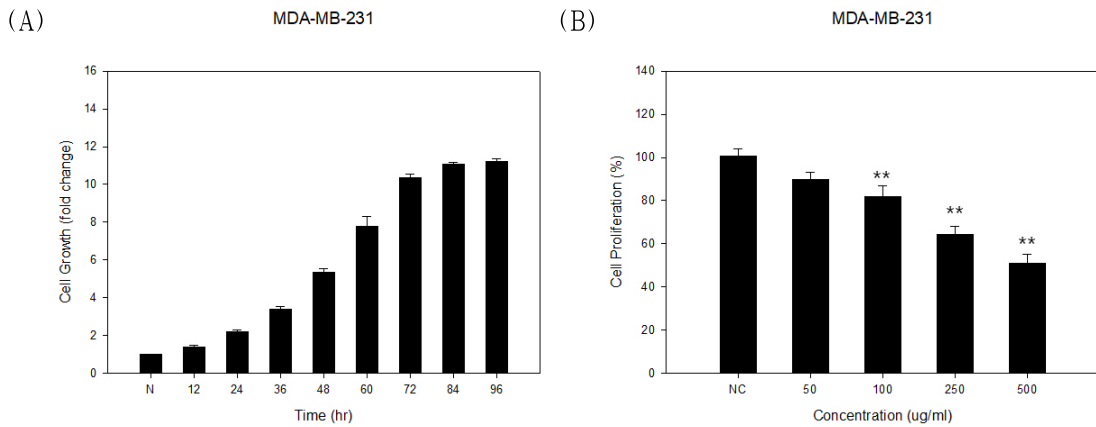 (A)
MDA-MB-231
Cell Growth (fold change)
16
14
12
10
8
6
4
2
0
N 12 24 36 48 60 72 84 96
Time (hr)
(B)
MDA-MB-231
Cell Proliferation (%)
140
120
100
80
60
40
20
0
**
**
**
NC 50 100 250 500
Concentration (ug/ml)